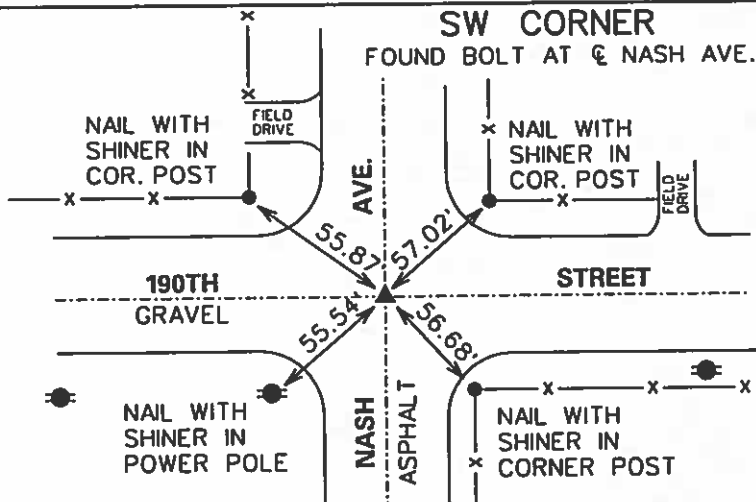 SW CORNER
FOUND BOLT AT ℄ NASH AVE.
NAIL WITH
SHINER IN
COR. POST
FIELD
DRIVE
NAIL WITH
SHINER IN
COR. POST
FIELD
DRIVE
AVE.
55.87'
57.02'
190TH
STREET
GRAVEL
55.54'
56.68'
NAIL WITH
SHINER IN
POWER POLE
NASH
ASPHALT
NAIL WITH
SHINER IN
CORNER POST